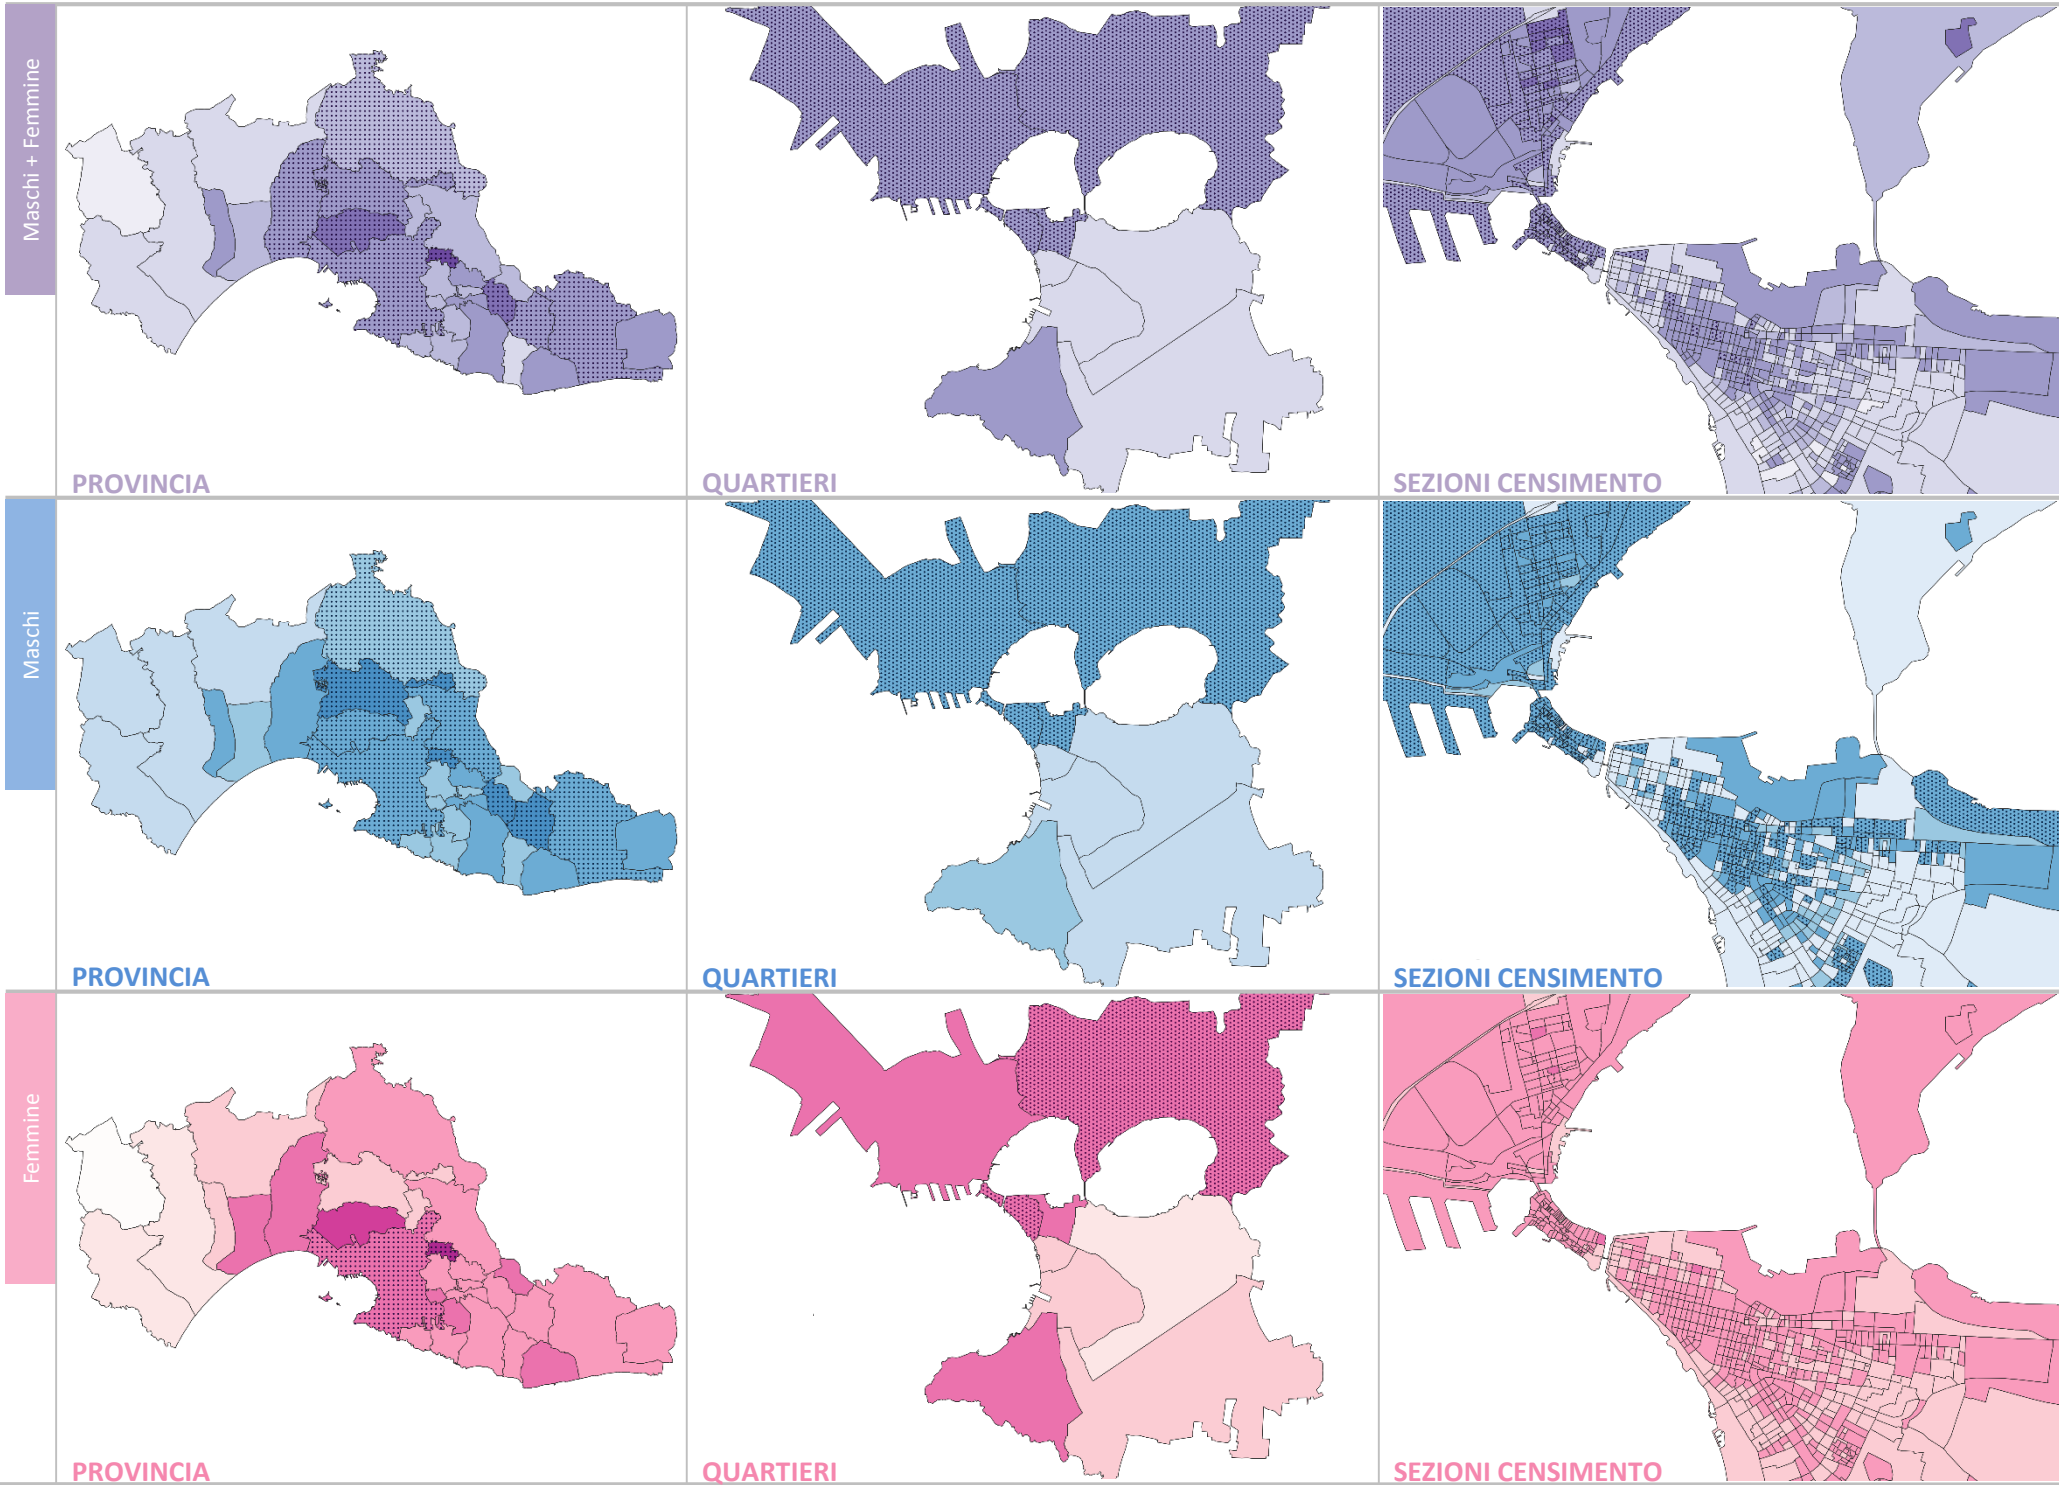 Maschi + Femmine
PROVINCIA
QUARTIERI
SEZIONI CENSIMENTO
Maschi
PROVINCIA
QUARTIERI
SEZIONI CENSIMENTO
Femmine
PROVINCIA
QUARTIERI
SEZIONI CENSIMENTO